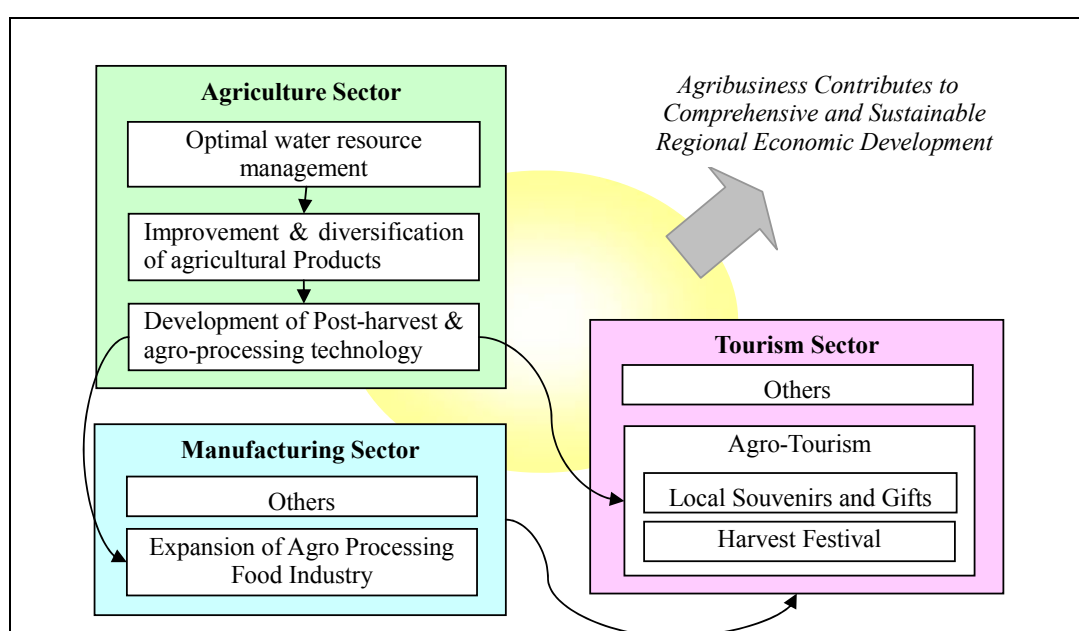 Agriculture Sector
Optimal water resource
management
Improvement & diversification
of agricultural Products
Development of Post-harvest &
agro-processing technology
Agribusiness Contributes to
Comprehensive and Sustainable
Regional Economic Development
Manufacturing Sector
Others
Expansion of Agro Processing
Food Industry
Tourism Sector
Others
Agro-Tourism
Local Souvenirs and Gifts
Harvest Festival